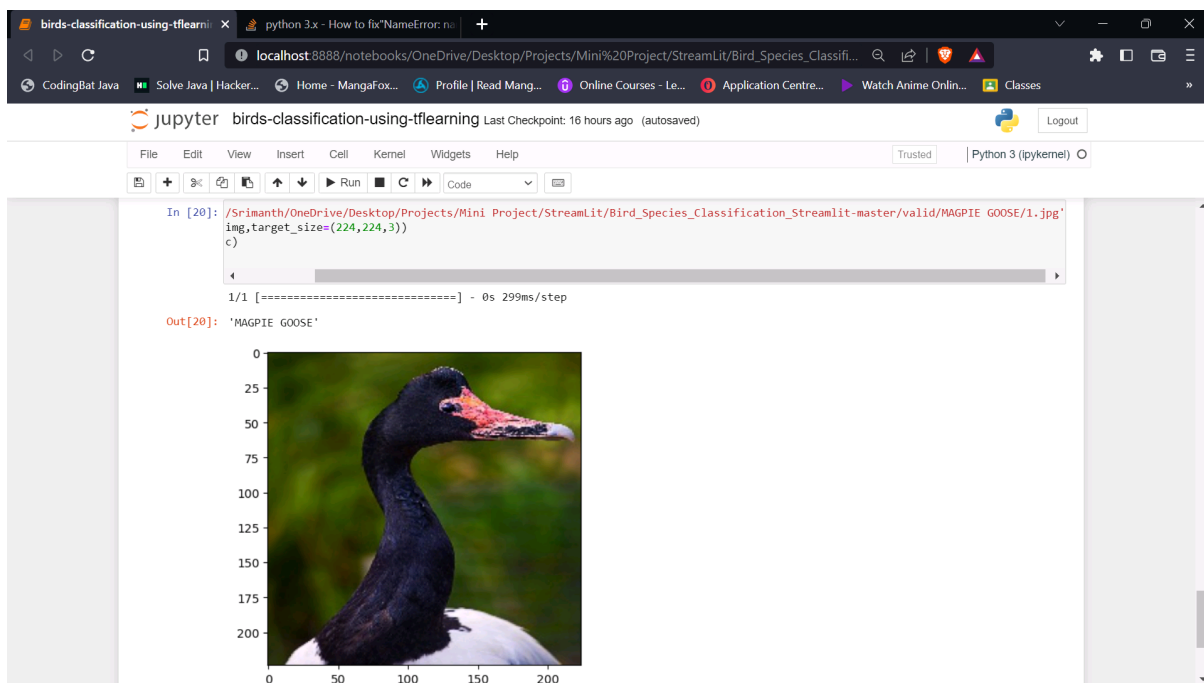 birds-classification-using-tflearnin
python 3.x - How to fix"NameError: na
localhost:8888/notebooks/OneDrive/Desktop/Projects/Mini%20Project/StreamLit/Bird_Species_Classifi...
CodingBat Java
H Solve Java | Hacker...
Home - MangaFox...
Profile | Read Mang...
Online Courses - Le...
Application Centre...
Watch Anime Onlin...
Classes
»
jupyter birds-classification-using-tflearning Last Checkpoint: 16 hours ago (autosaved)
Logout
File Edit View Insert Cell Kernel Widgets Help
Trusted
Python 3 (ipykernel)
Run
Code
In [20]: /Srimanth/OneDrive/Desktop/Projects/Mini Project/StreamLit/Bird_Species_Classification_Streamlit-master/valid/MAGPIE GOOSE/1.jpg'
img,target_size=(224,224,3))
c)
1/1 [==============================] - 0s 299ms/step
Out[20]: 'MAGPIE GOOSE'
0
25
50
75
100
125
150
175
200
0 50 100 150 200